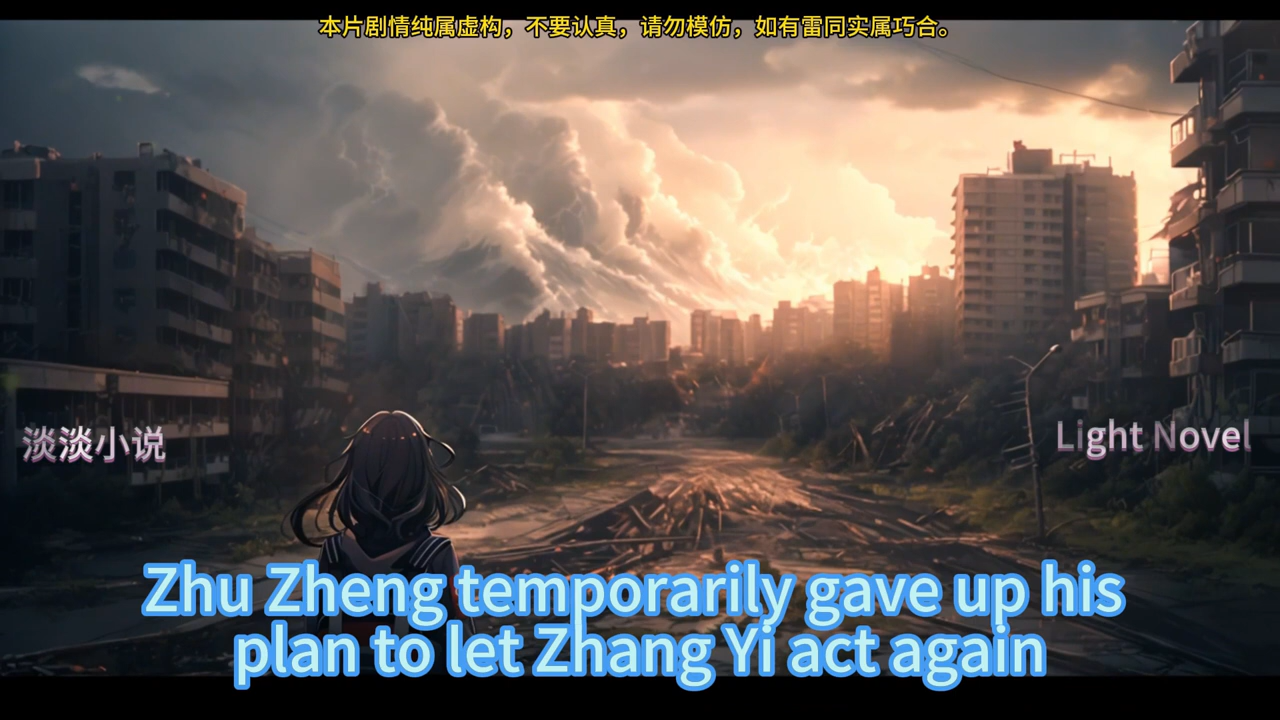 本片剧情纯属虚构，不要认真，请勿模仿，如有雷同实属巧合。
淡淡小说
Light Novel
Zhu Zheng temporarily gave up his
plan to let Zhang Yi act again